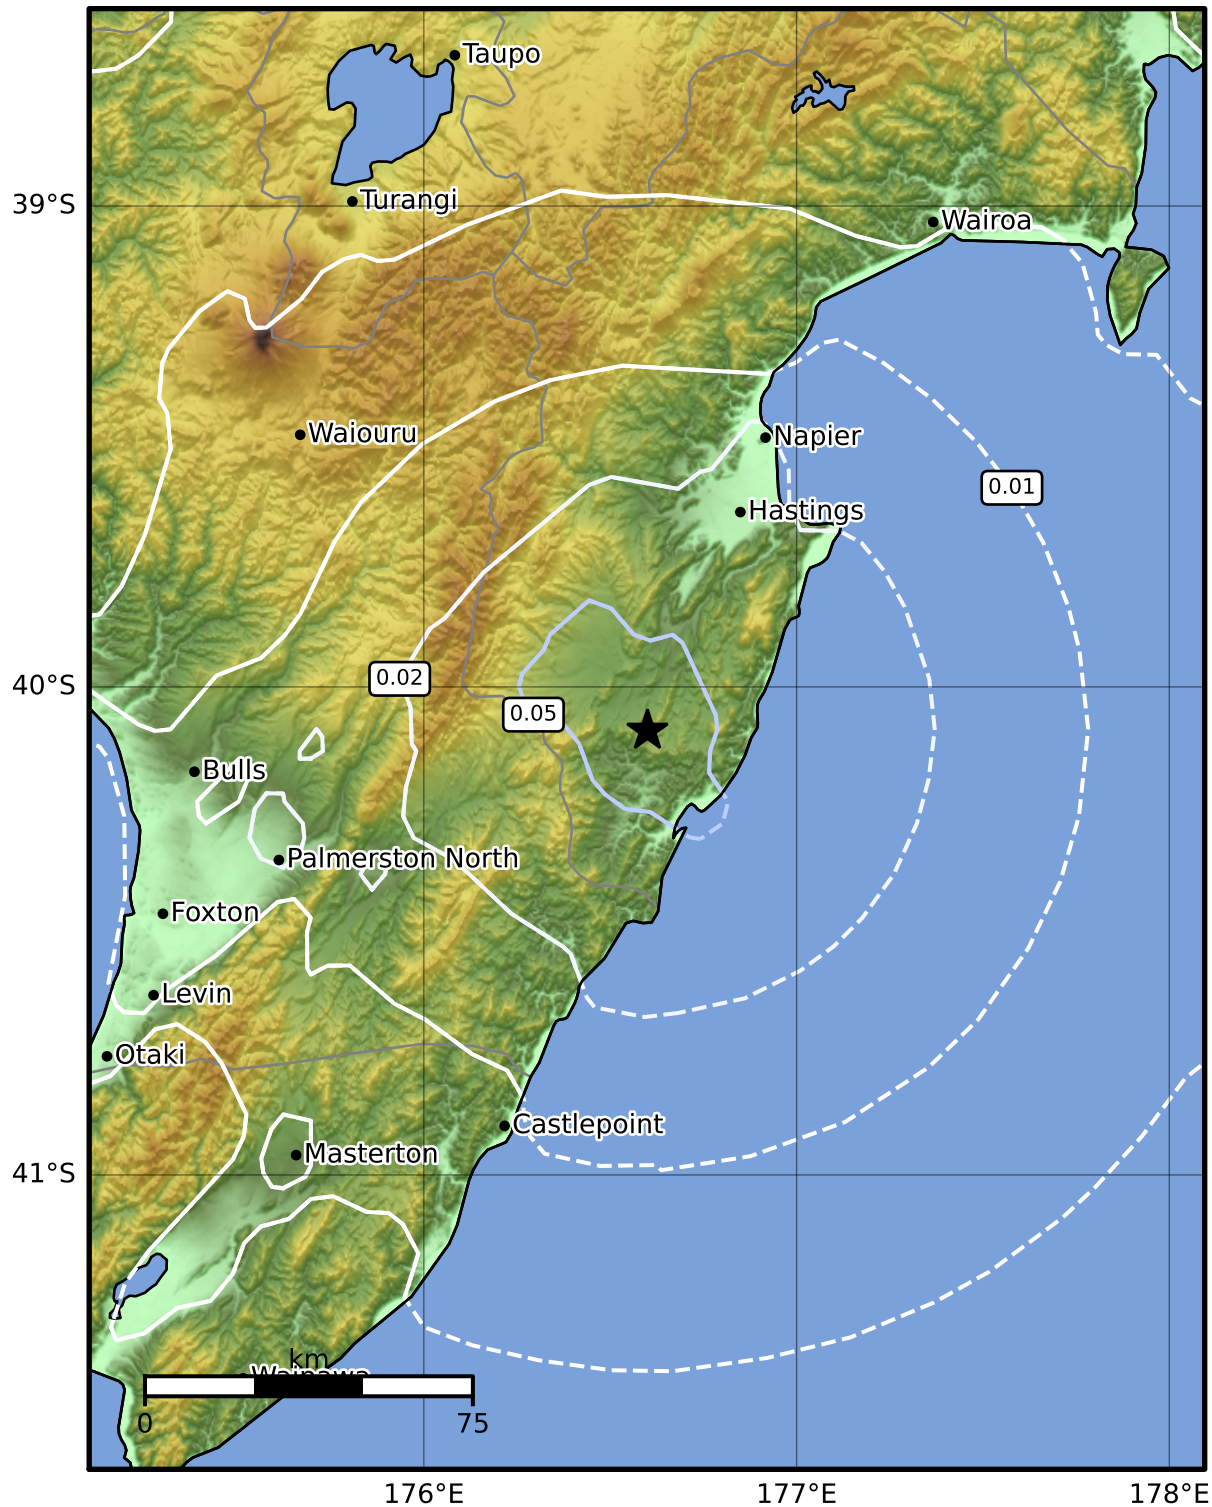 Taupo
39°S
Turangi
Wairoa
Waiouru
Napier
0.01
Hastings
40°S
0.02
0.05
Bulls
Palmerston North
Foxton
Levin
Otaki
Castlepoint
Masterton
41°S
km
Waipawa
0
75
176°E
177°E
178°E